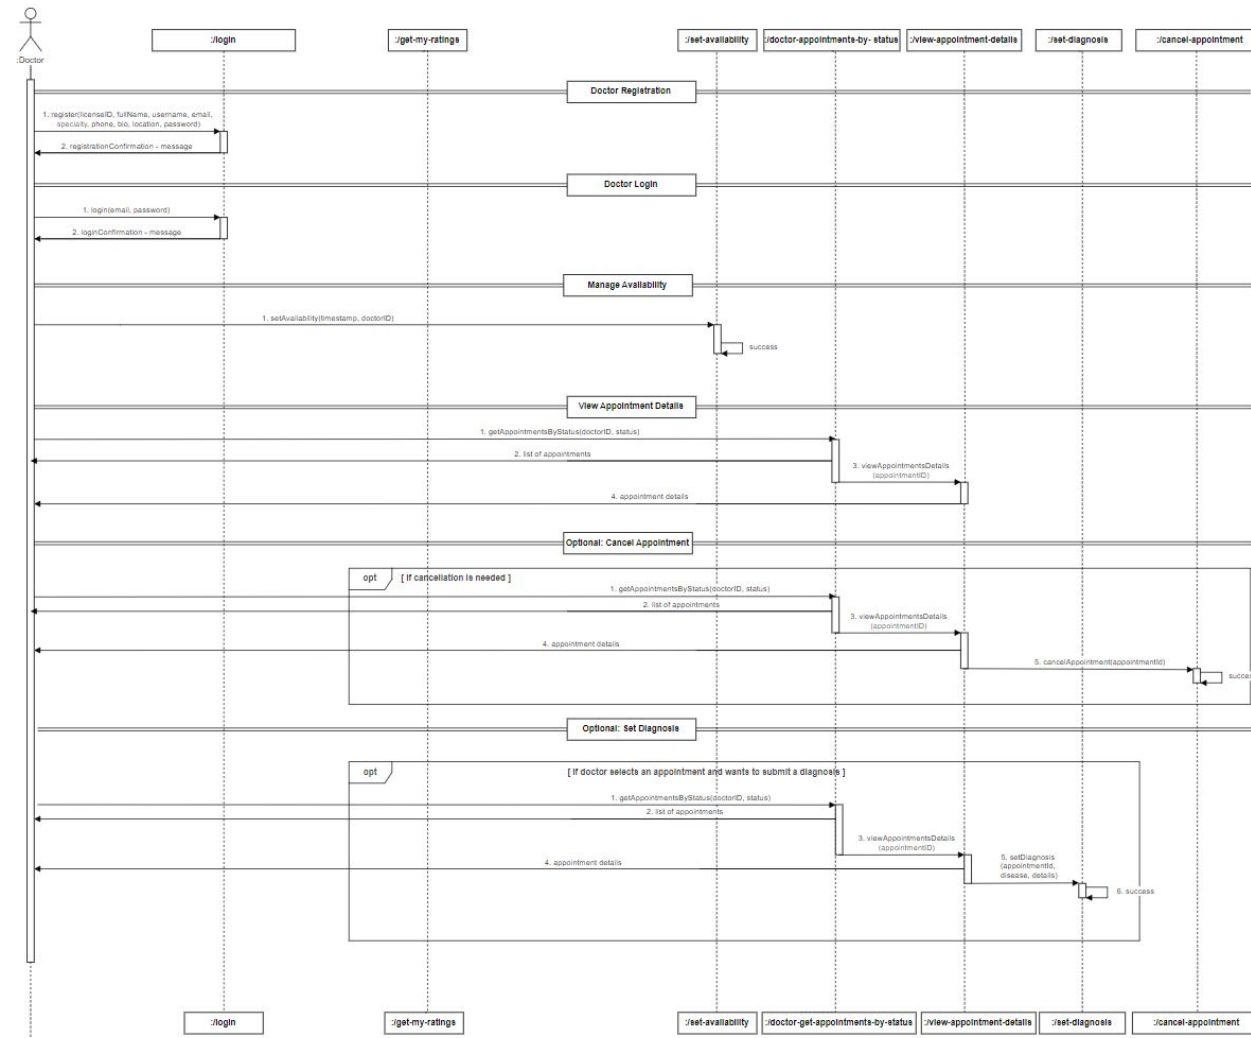 :Doctor
:/login
:/get-my-ratings
:/set-availability
:/doctor-appointments-by- status
:/view-appointment-details
:/set-diagnosis
:/cancel-appointment
Doctor Registration
1. register(licenseID, fullName, username, email,
specialty, phone, bio, location, password)
2. registrationConfirmation - message
Doctor Login
1. login(email, password)
2. loginConfirmation - message
Manage Availability
1. setAvailability(timestamp, doctorID)
success
View Appointment Details
1. getAppointmentsByStatus(doctorID, status)
2. list of appointments
3. viewAppointmentsDetails
(appointmentID)
4. appointment details
Optional: Cancel Appointment
opt
[ If cancellation is needed ]
1. getAppointmentsByStatus(doctorID, status)
2. list of appointments
3. viewAppointmentsDetails
(appointmentID)
4. appointment details
5. cancelAppointment(appointmentId)
succes
Optional: Set Diagnosis
opt
[ If doctor selects an appointment and wants to submit a diagnosis ]
1. getAppointmentsByStatus(doctorID, status)
2. list of appointments
3. viewAppointmentsDetails
(appointmentID)
4. appointment details
5. setDiagnosis
(appointmentId,
disease, details)
6. success
:/login
:/get-my-ratings
:/set-availability
:/doctor-get-appointments-by-status
:/view-appointment-details
:/set-diagnosis
:/cancel-appointment